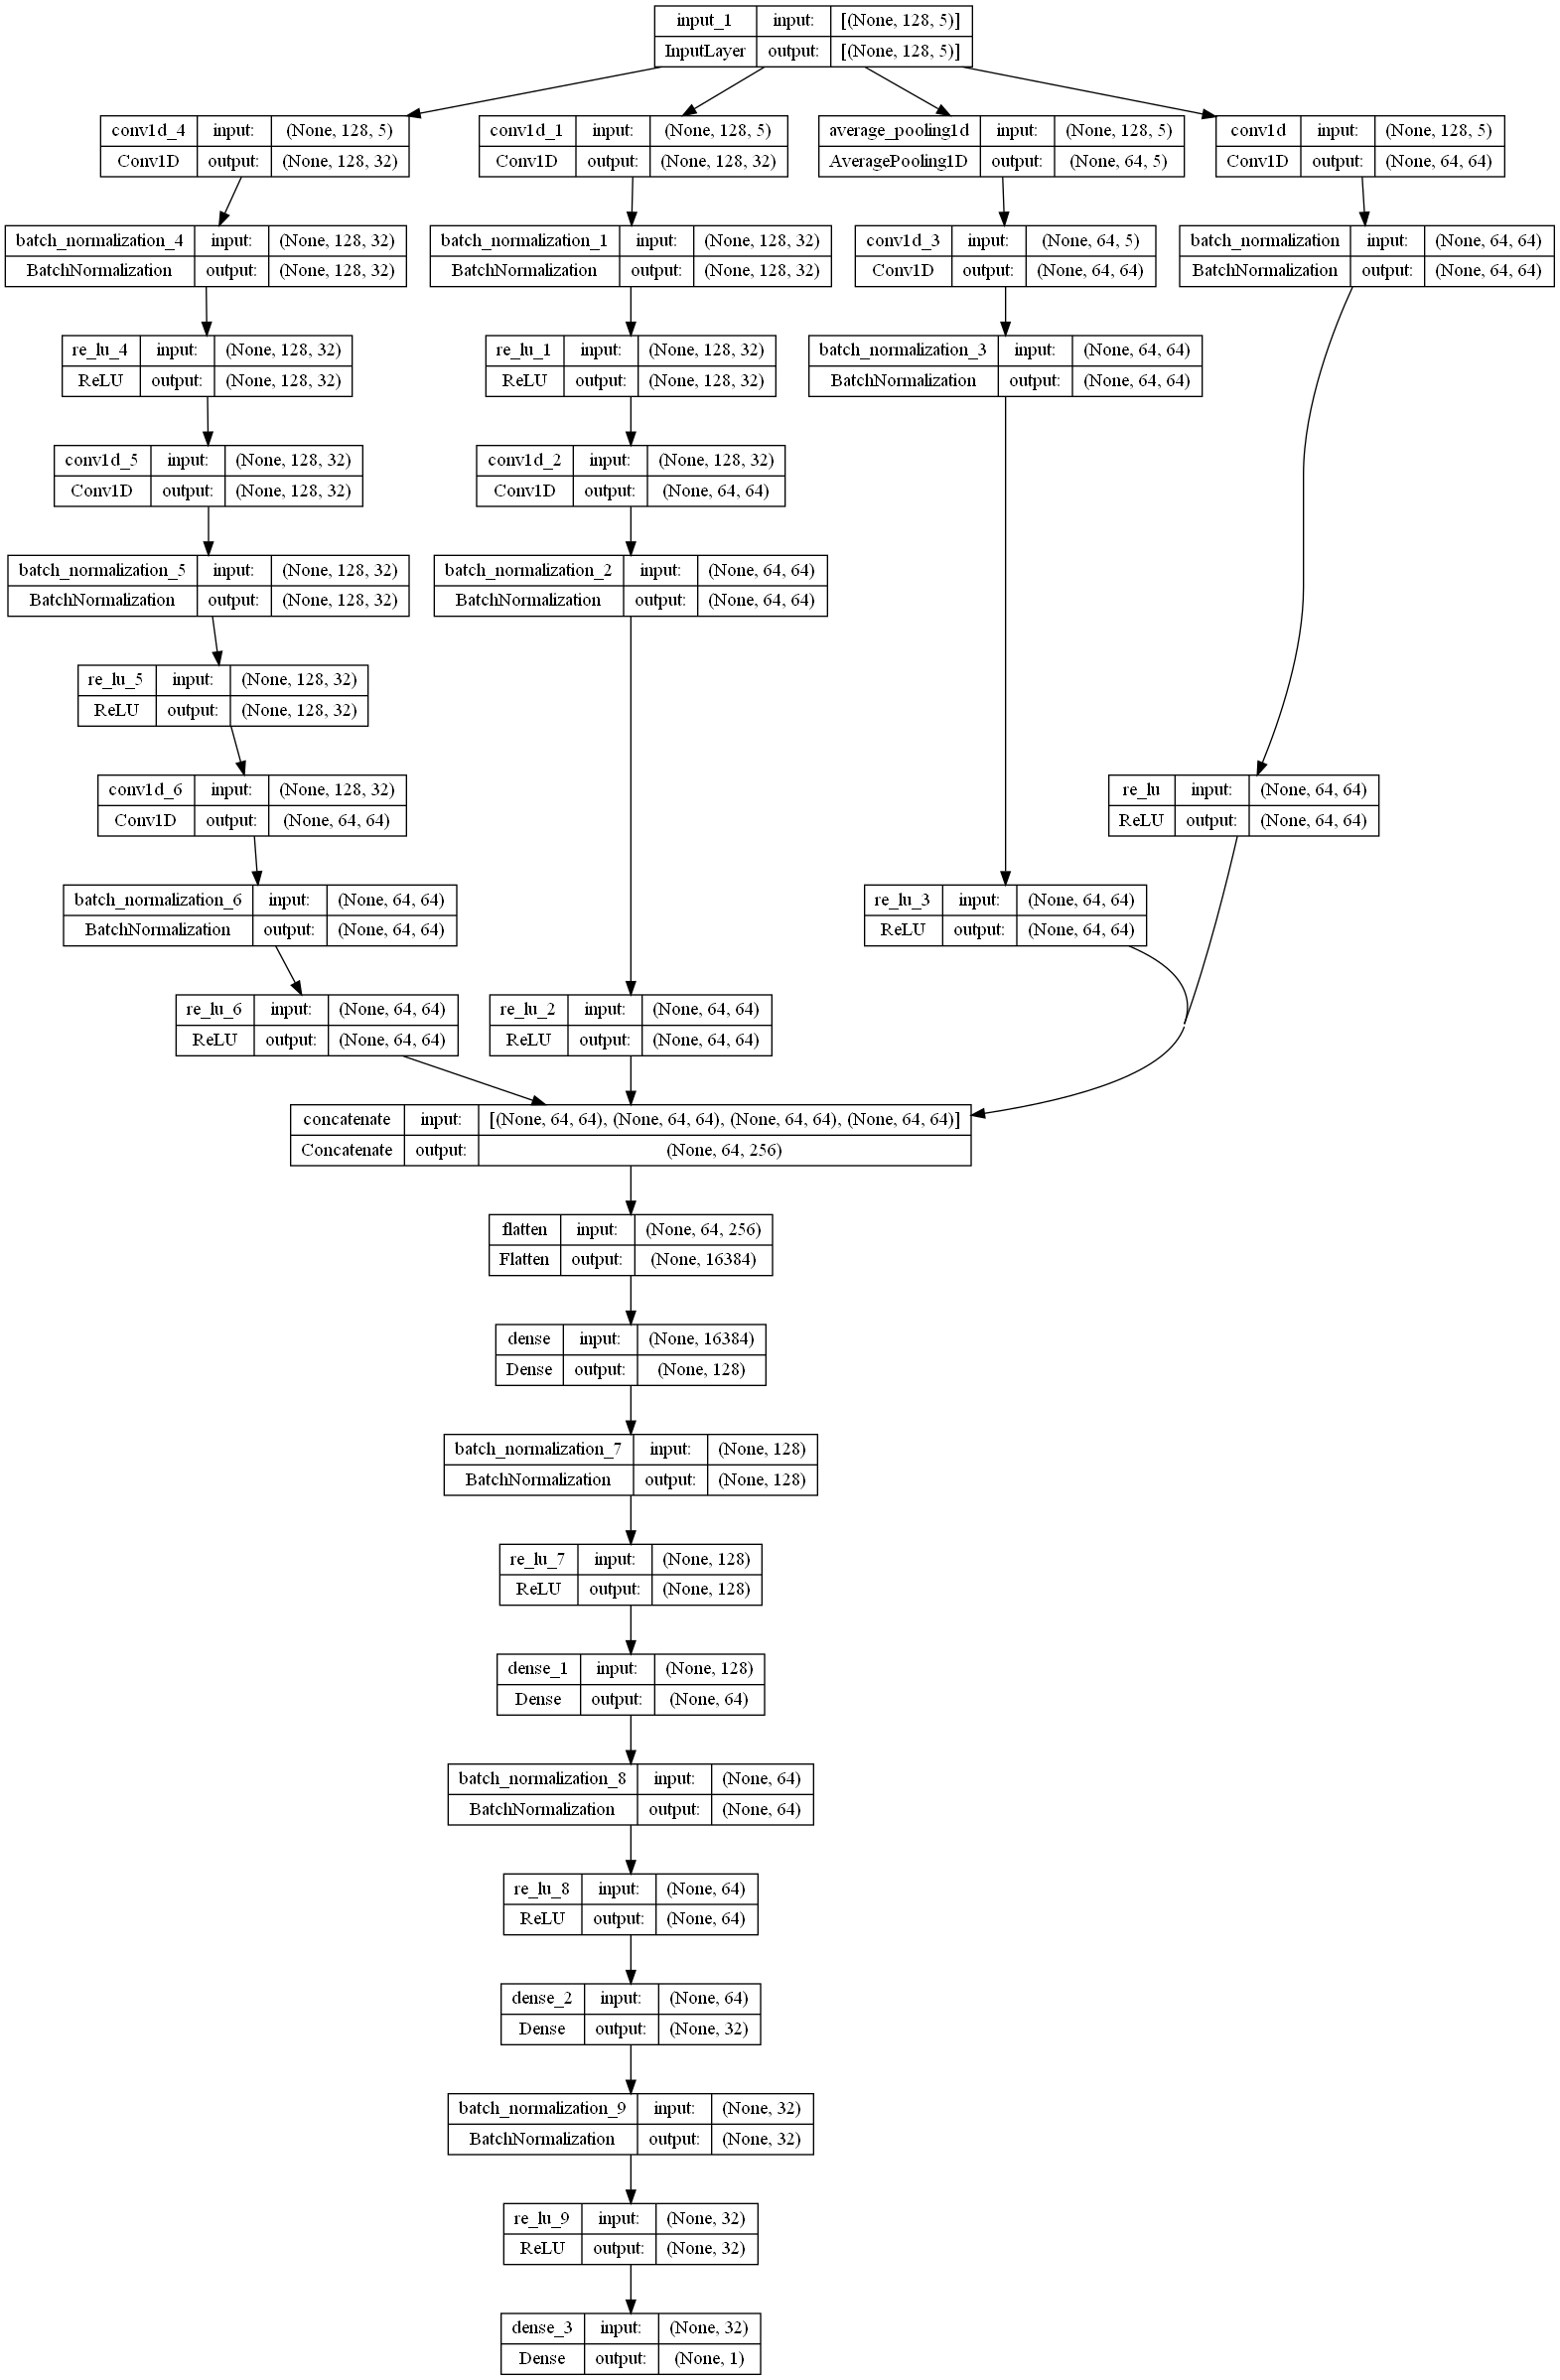 input_1 input: [(None, 128, 5)]
InputLayer output: [(None, 128, 5)]
conv1d_4 input: (None, 128, 5)
Conv1D output: (None, 128, 32)
conv1d_1 input: (None, 128, 5)
Conv1D output: (None, 128, 32)
average_pooling1d input: (None, 128, 5)
AveragePooling1D output: (None, 64, 5)
conv1d input: (None, 128, 5)
Conv1D output: (None, 64, 64)
batch_normalization_4 input: (None, 128, 32)
BatchNormalization output: (None, 128, 32)
batch_normalization_1 input: (None, 128, 32)
BatchNormalization output: (None, 128, 32)
conv1d_3 input: (None, 64, 5)
Conv1D output: (None, 64, 64)
batch_normalization input: (None, 64, 64)
BatchNormalization output: (None, 64, 64)
re_lu_4 input: (None, 128, 32)
ReLU output: (None, 128, 32)
re_lu_1 input: (None, 128, 32)
ReLU output: (None, 128, 32)
batch_normalization_3 input: (None, 64, 64)
BatchNormalization output: (None, 64, 64)
conv1d_5 input: (None, 128, 32)
Conv1D output: (None, 128, 32)
conv1d_2 input: (None, 128, 32)
Conv1D output: (None, 64, 64)
batch_normalization_5 input: (None, 128, 32)
BatchNormalization output: (None, 128, 32)
batch_normalization_2 input: (None, 64, 64)
BatchNormalization output: (None, 64, 64)
re_lu_5 input: (None, 128, 32)
ReLU output: (None, 128, 32)
conv1d_6 input: (None, 128, 32)
Conv1D output: (None, 64, 64)
re_lu input: (None, 64, 64)
ReLU output: (None, 64, 64)
batch_normalization_6 input: (None, 64, 64)
BatchNormalization output: (None, 64, 64)
re_lu_3 input: (None, 64, 64)
ReLU output: (None, 64, 64)
re_lu_6 input: (None, 64, 64)
ReLU output: (None, 64, 64)
re_lu_2 input: (None, 64, 64)
ReLU output: (None, 64, 64)
concatenate input: [(None, 64, 64), (None, 64, 64), (None, 64, 64), (None, 64, 64)]
Concatenate output: (None, 64, 256)
flatten input: (None, 64, 256)
Flatten output: (None, 16384)
dense input: (None, 16384)
Dense output: (None, 128)
batch_normalization_7 input: (None, 128)
BatchNormalization output: (None, 128)
re_lu_7 input: (None, 128)
ReLU output: (None, 128)
dense_1 input: (None, 128)
Dense output: (None, 64)
batch_normalization_8 input: (None, 64)
BatchNormalization output: (None, 64)
re_lu_8 input: (None, 64)
ReLU output: (None, 64)
dense_2 input: (None, 64)
Dense output: (None, 32)
batch_normalization_9 input: (None, 32)
BatchNormalization output: (None, 32)
re_lu_9 input: (None, 32)
ReLU output: (None, 32)
dense_3 input: (None, 32)
Dense output: (None, 1)